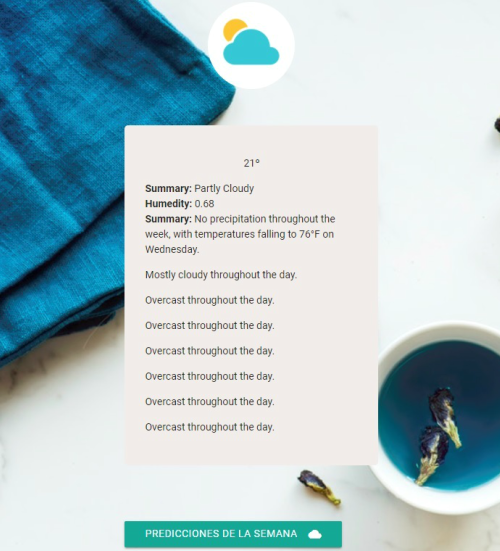 21º
Summary: Partly Cloudy
Humedity: 0.68
Summary: No precipitation throughout the
week, with temperatures falling to 76°F on
Wednesday.
Mostly cloudy throughout the day.
Overcast throughout the day.
Overcast throughout the day.
Overcast throughout the day.
Overcast throughout the day.
Overcast throughout the day.
Overcast throughout the day.
PREDICCIONES DE LA SEMANA